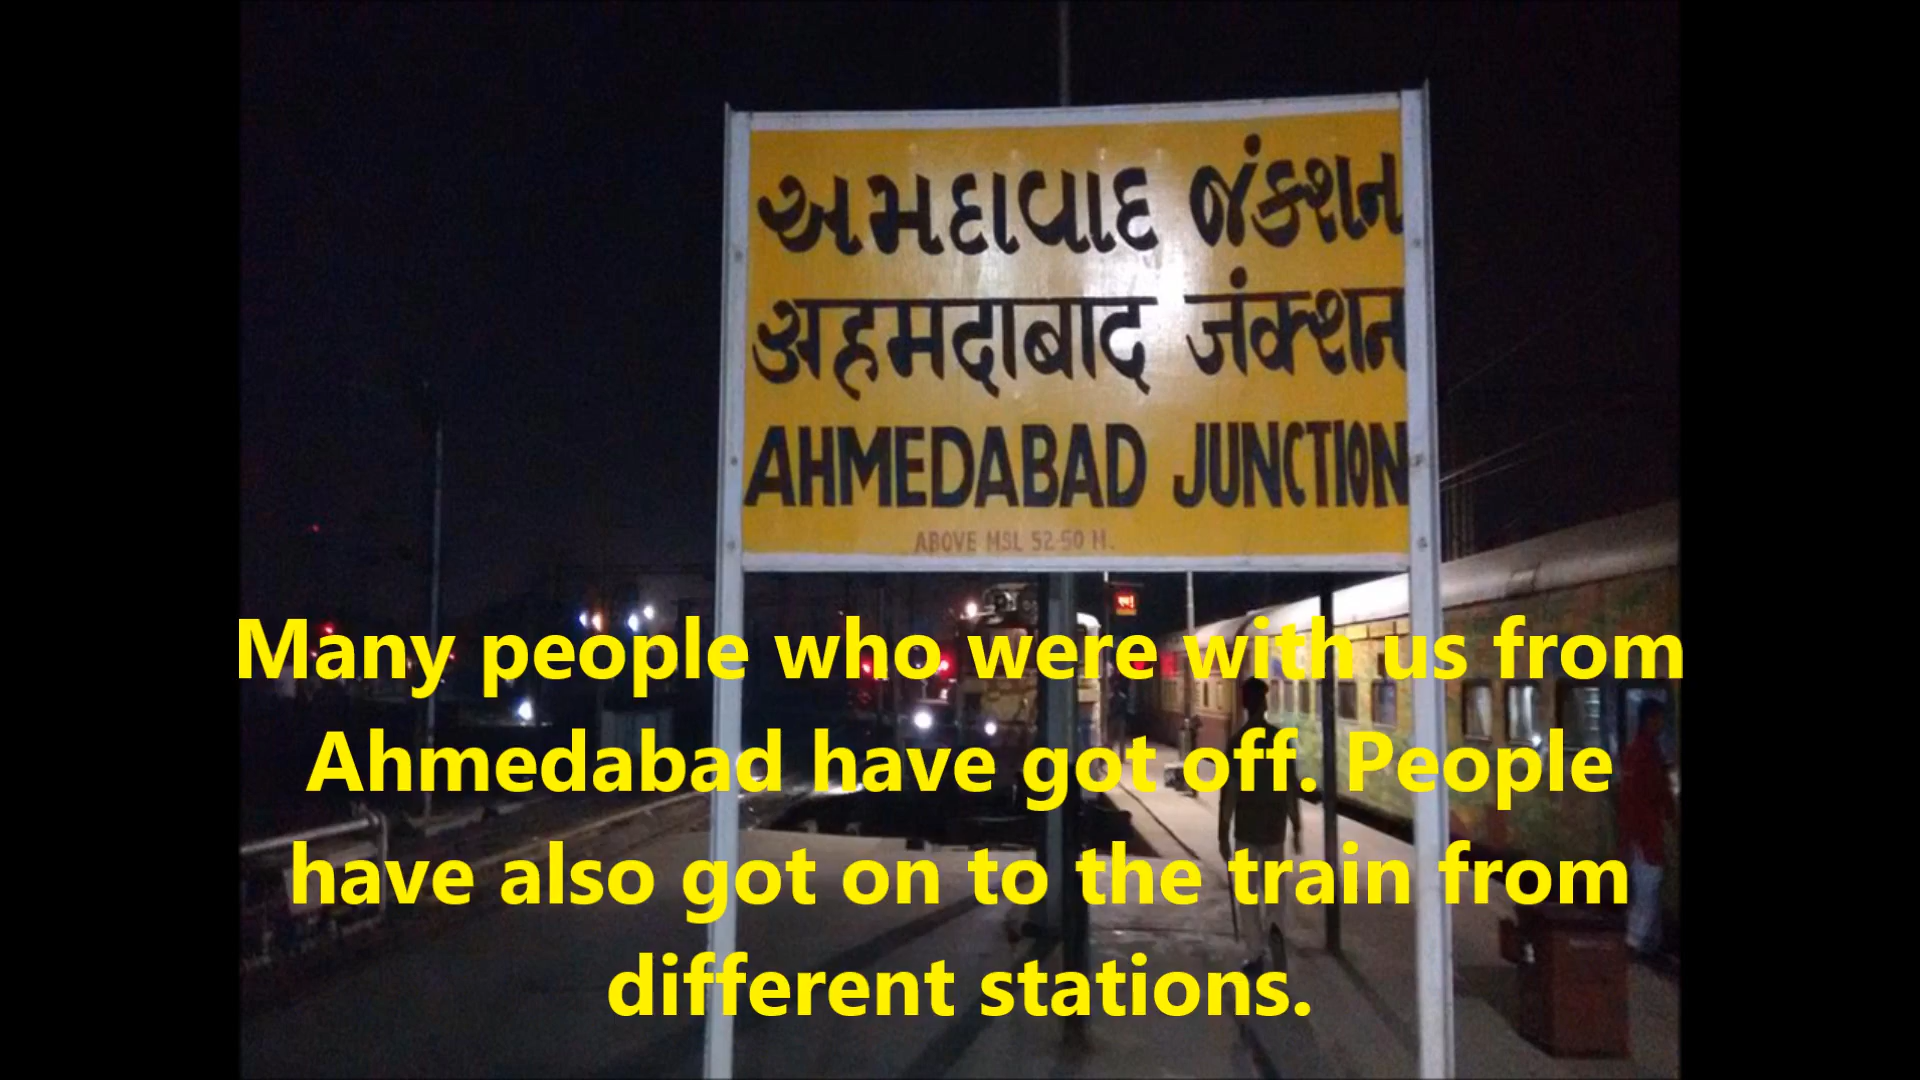 અમદાવાદ જંકશન
अहमदाबाद जंक्शन
AHMEDABAD JUNCTION
ABOVE MSL 52-50 M.
Many people who were with us from
Ahmedabad have got off. People
have also got on to the train from
different stations.